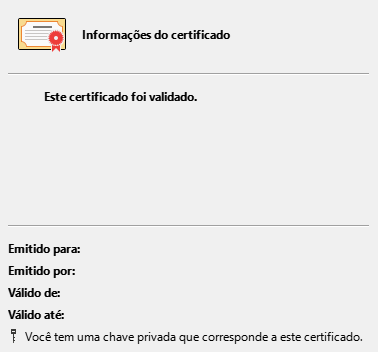 Informações do certificado
Este certificado foi validado.
Emitido para:
Emitido por:
Válido de:
Válido até:
Você tem uma chave privada que corresponde a este certificado.